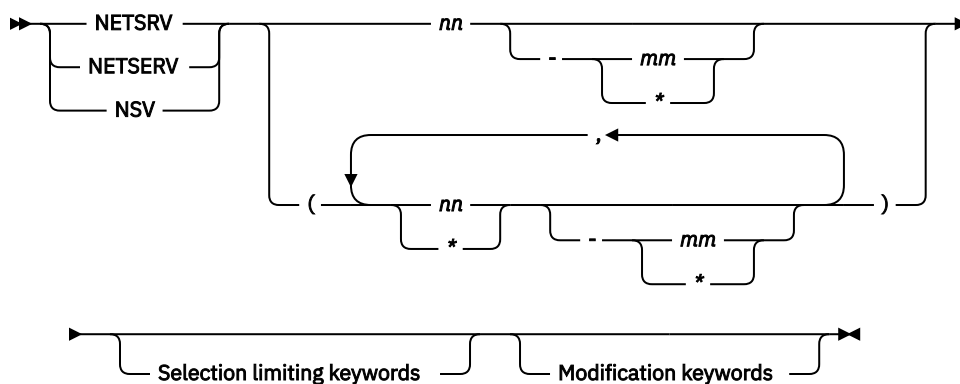 NETSRV nn
- mm
NETSERV
*
NSV
,
( nn )
* - mm
*
Selection limiting keywords Modification keywords